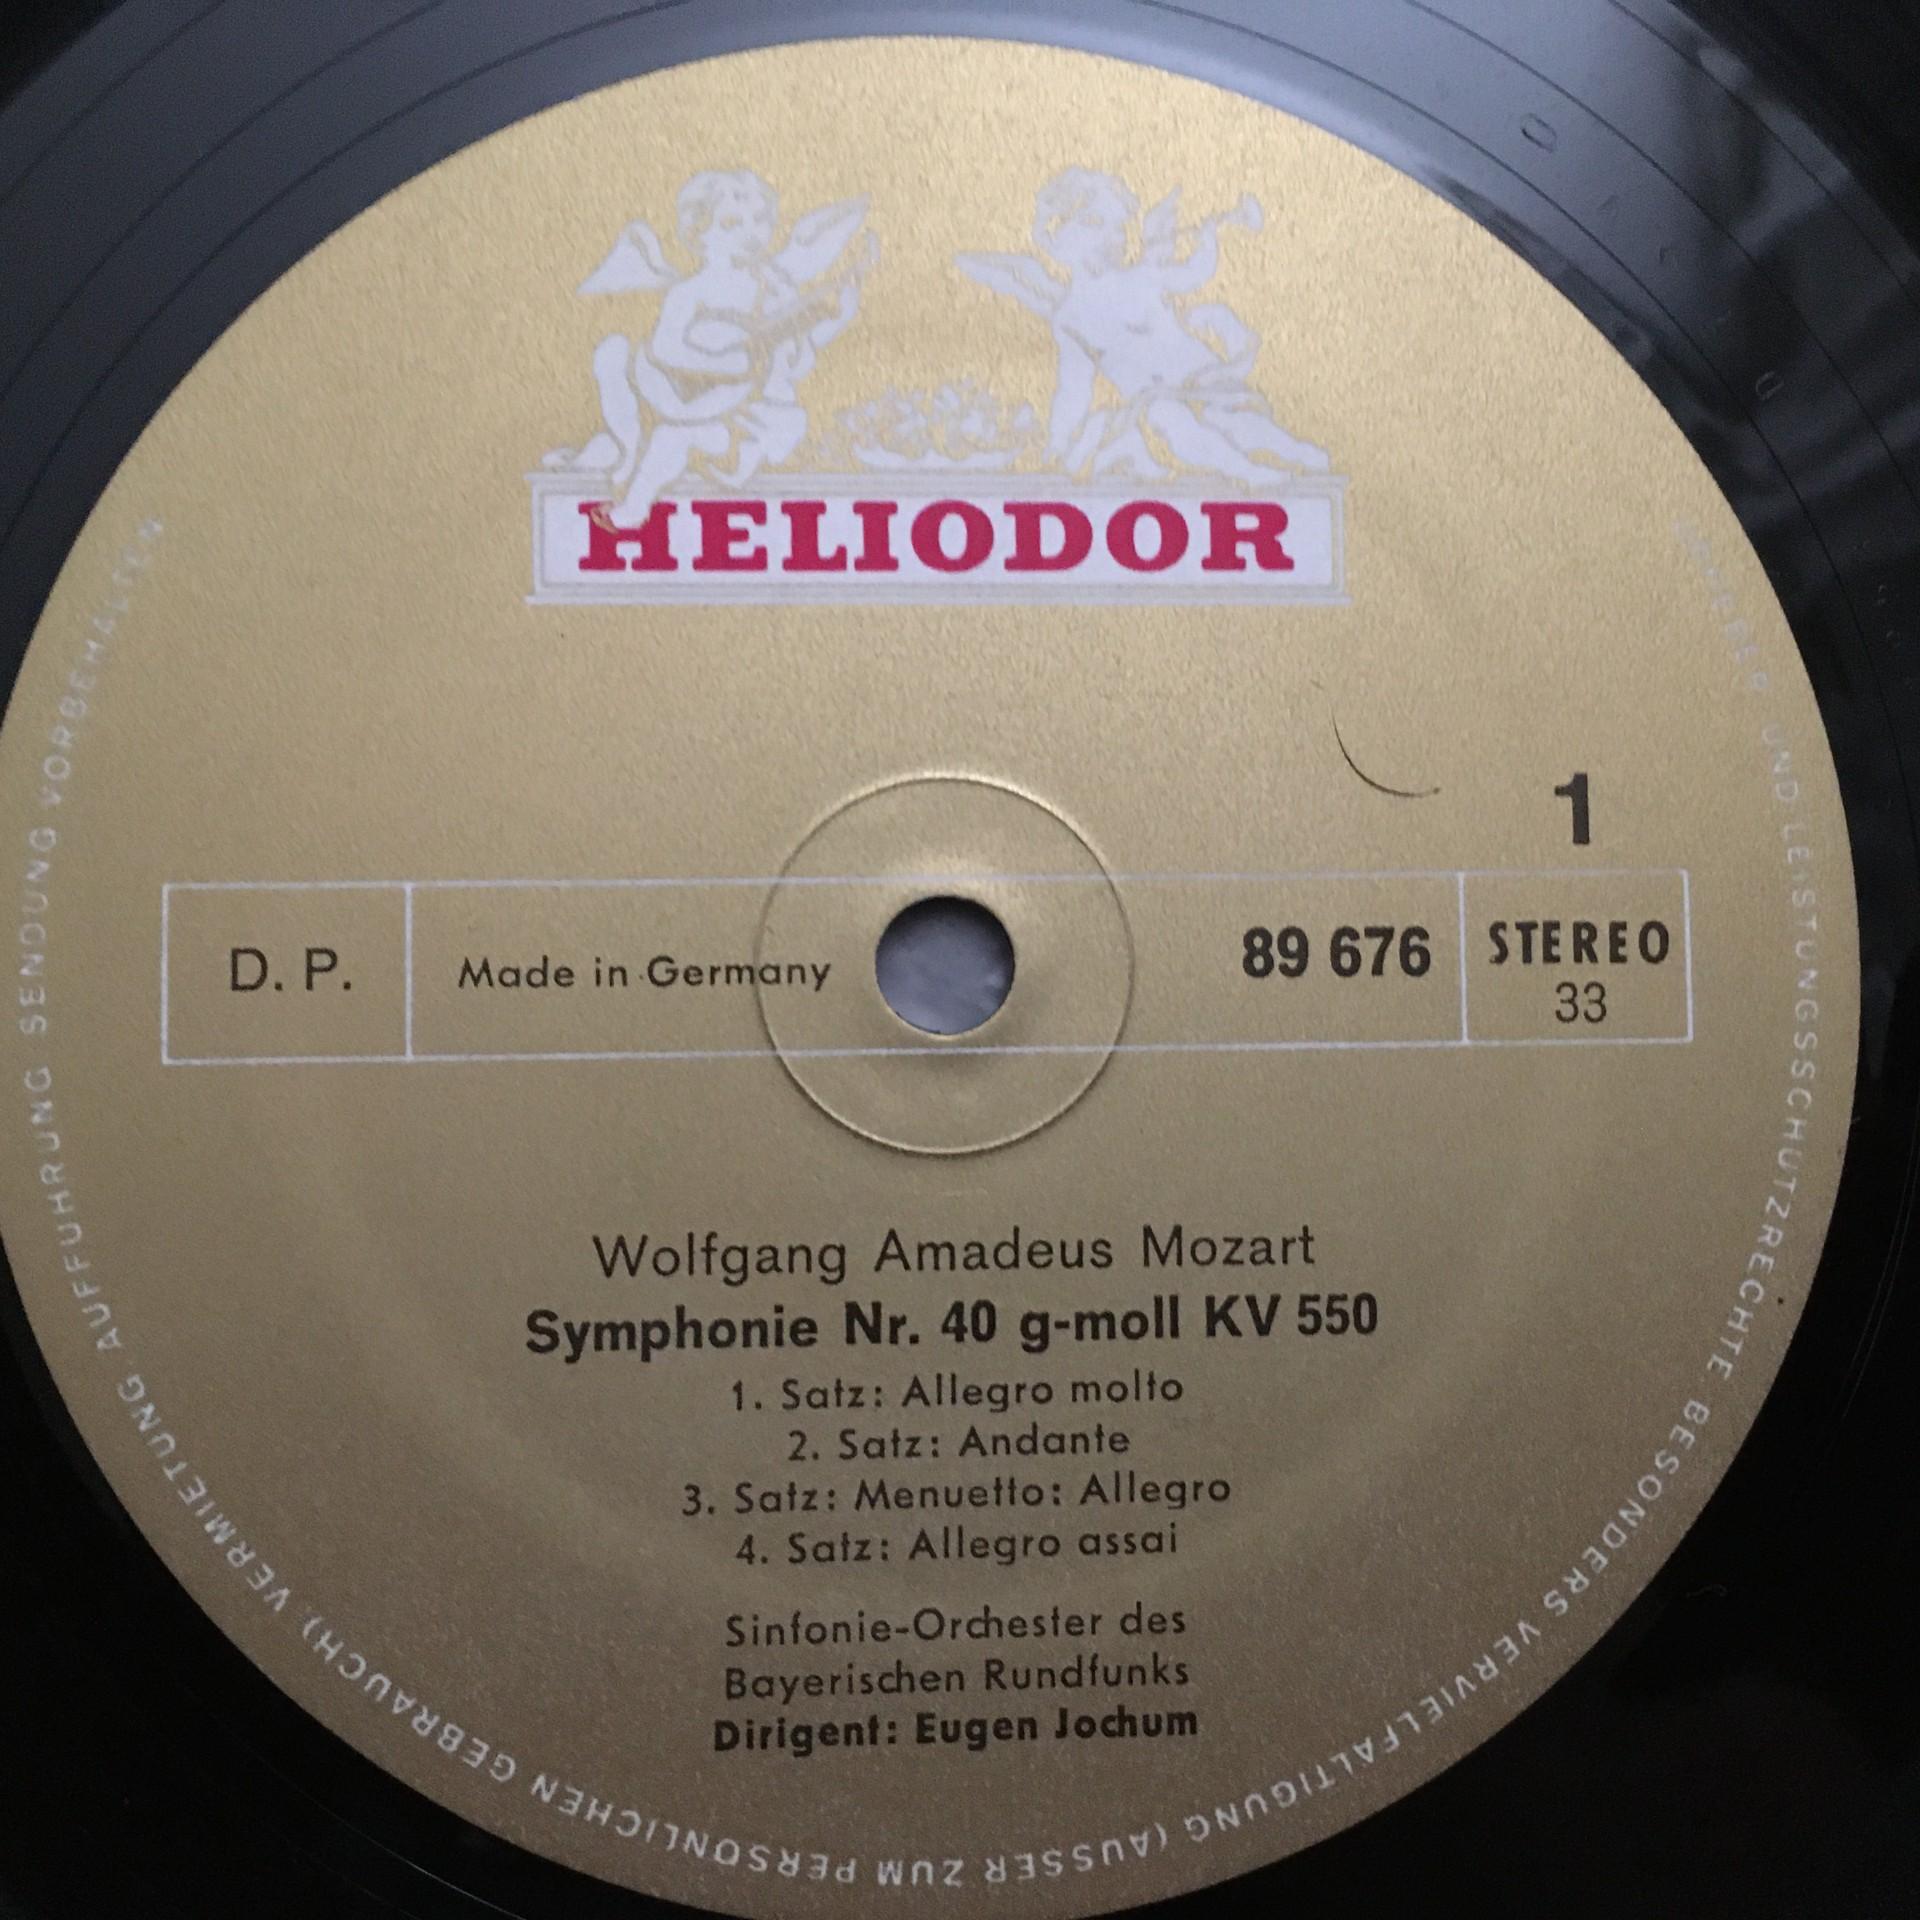 HELIODOR
1
D. P.
Made in Germany
89 676
STEREO
33
Wolfgang Amadeus Mozart
Symphonie Nr. 40 g-moll KV 550
1. Satz: Allegro molto
2. Satz: Andante
3. Satz: Menuetto: Allegro
4. Satz: Allegro assai
Sinfonie-Orchester des
Bayerischen Rundfunks
Dirigent: Eugen Jochum
URHEBER UND LEISTUNGSSCHUTZRECHTE, BESONDERS VERVIELFÄLTIGUNG (AUSSER ZUM PERSÖNLICHEN GEBRAUCH), VERMIETUNG, AUFFÜHRUNG SENDUNG VORBEHALTEN